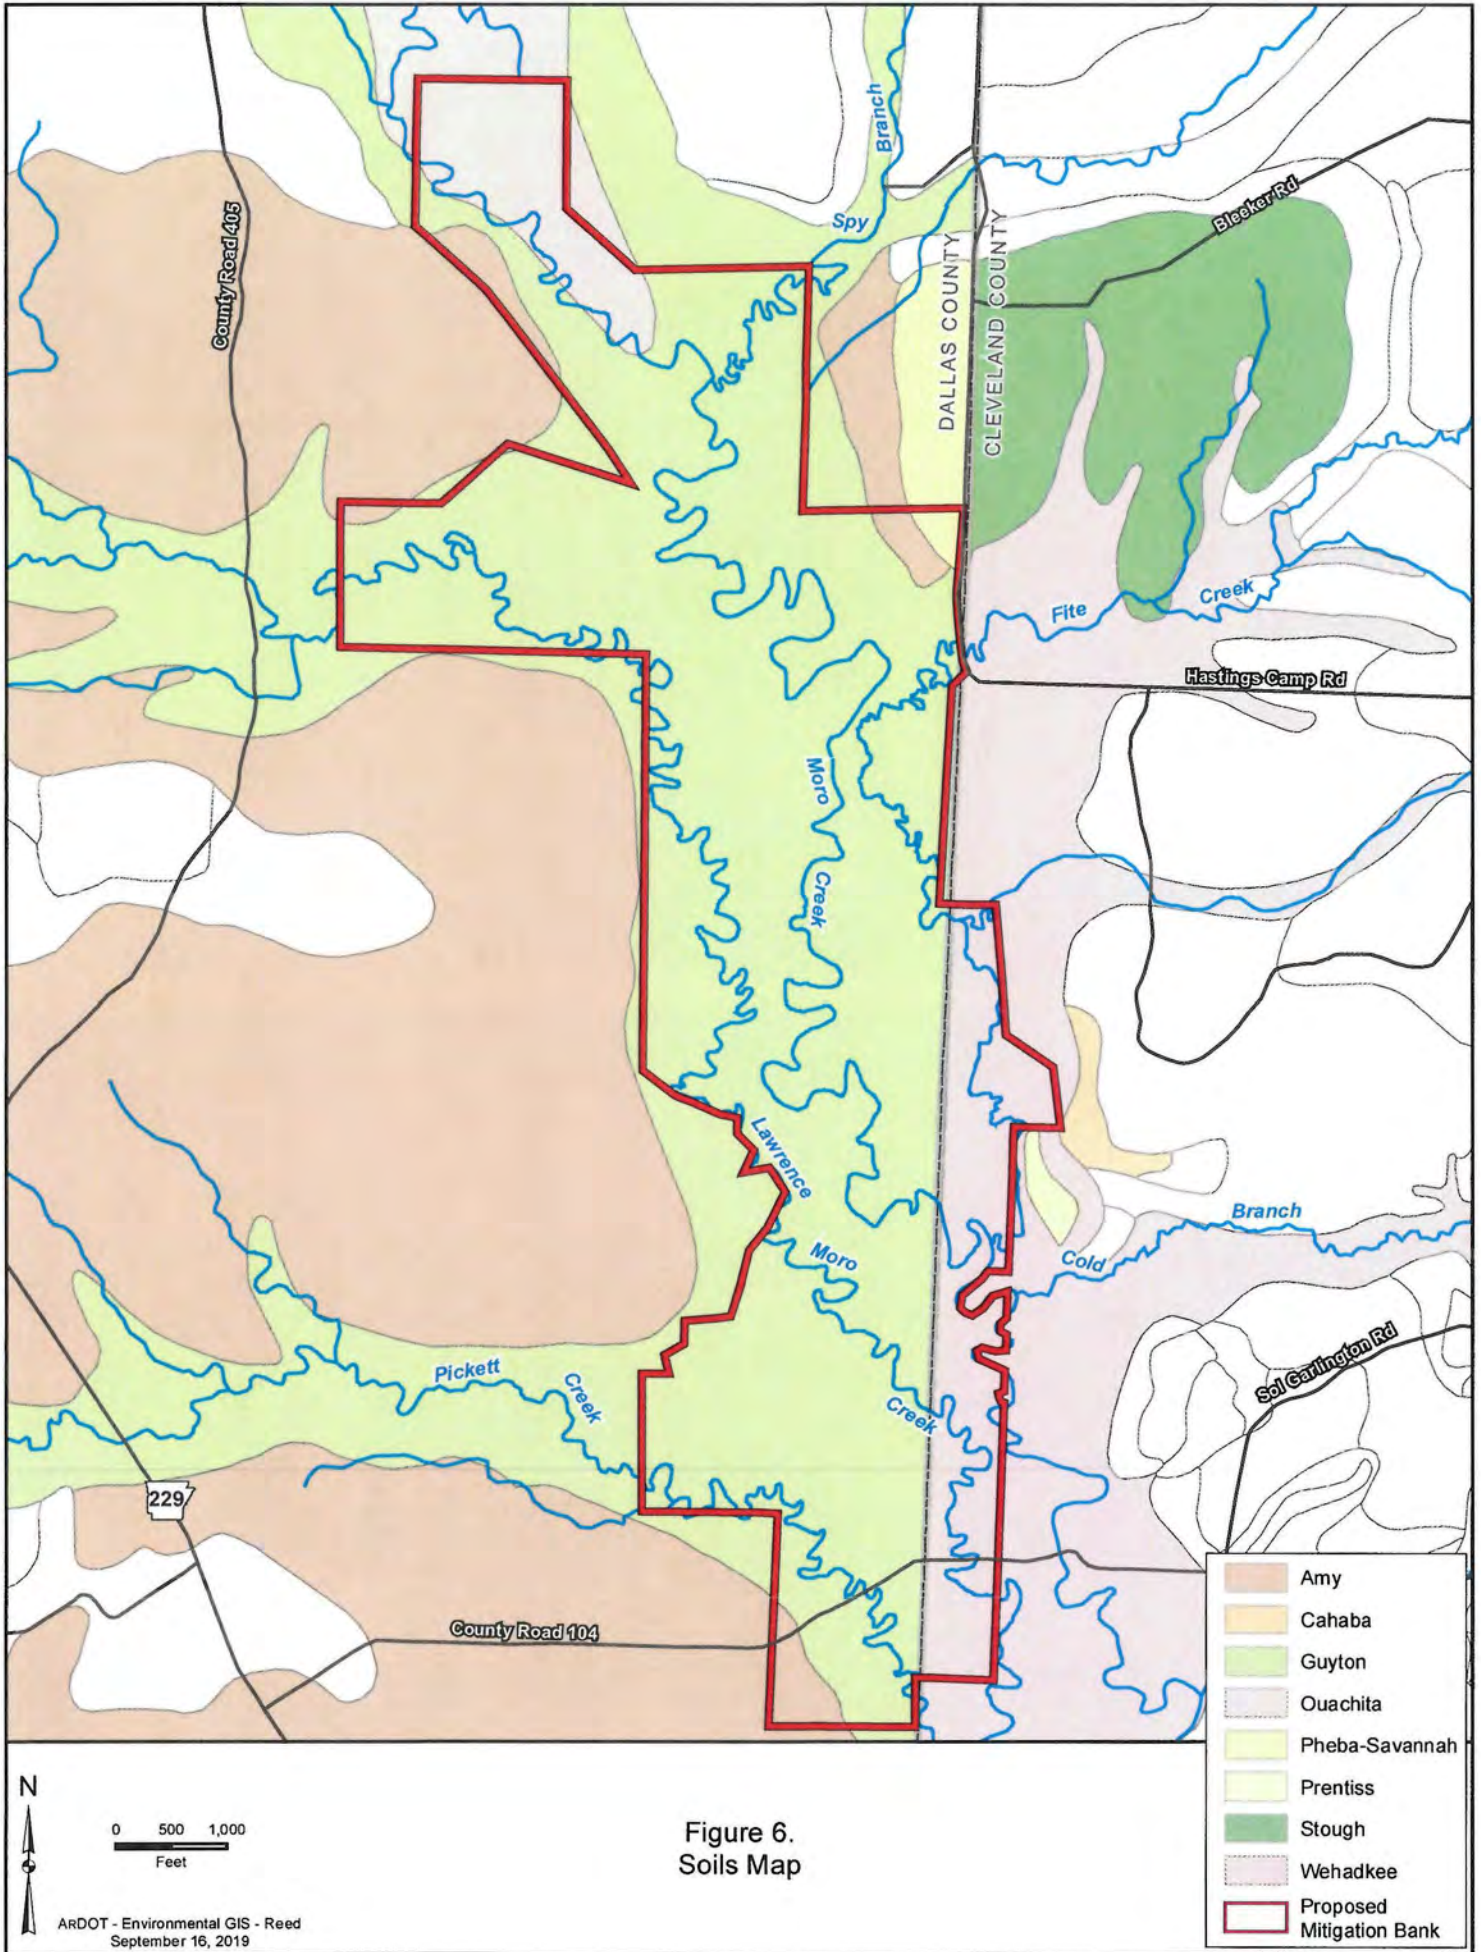 Branch
Spy
County Road 405
Bleeker Rd
DALLAS COUNTY
CLEVELAND COUNTY
Fite
Creek
Hastings Camp Rd
Moro
Creek
Lawrence
Moro
Creek
Branch
Cold
Pickett
Creek
Sol Garlington Rd
229
County Road 104
Amy
Cahaba
Guyton
Ouachita
Pheba-Savannah
Prentiss
Stough
Wehadkee
Proposed
Mitigation Bank
N
0 500 1,000
Feet
Figure 6.
Soils Map
ARDOT - Environmental GIS - Reed
September 16, 2019